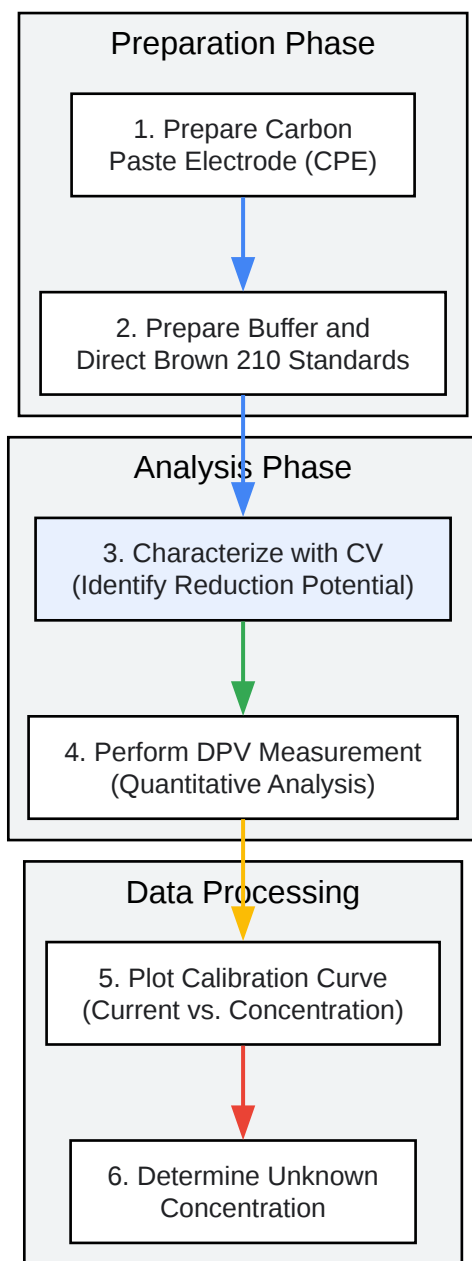 Preparation Phase
1. Prepare Carbon
Paste Electrode (CPE)
2. Prepare Buffer and
Direct Brown 210 Standards
Analysis Phase
3. Characterize with CV
(Identify Reduction Potential)
4. Perform DPV Measurement
(Quantitative Analysis)
Data Processing
5. Plot Calibration Curve
(Current vs. Concentration)
6. Determine Unknown
Concentration